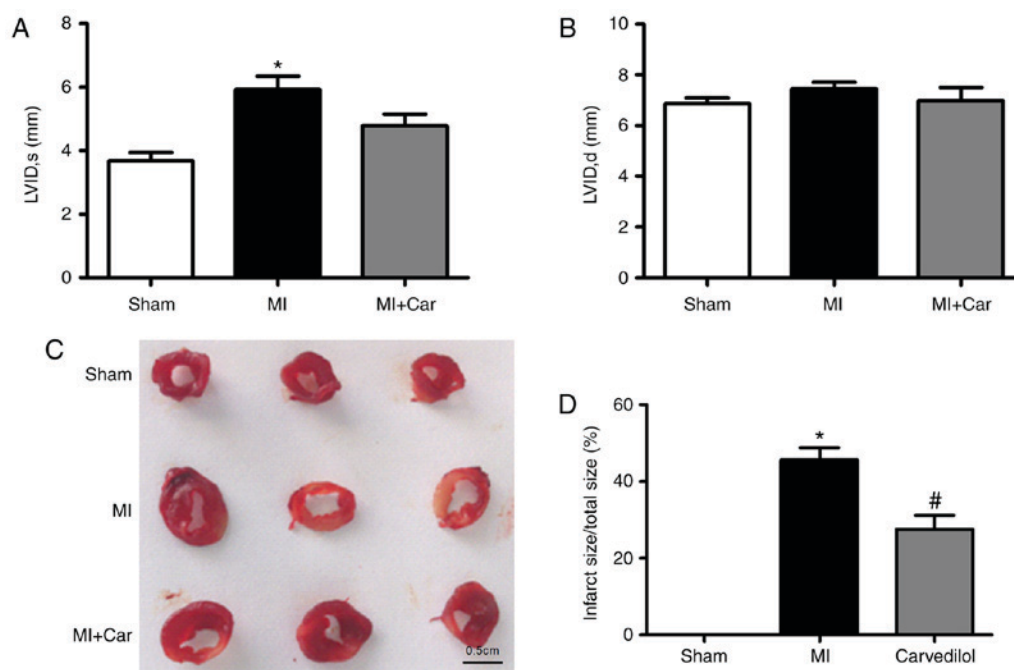 A
LVID,s (mm)
8
6
4
2
0
*
Sham MI MI+Car
B
LVID,d (mm)
10
8
6
4
2
0
Sham MI MI+Car
C
Sham
MI
MI+Car
0.5cm
D
Infarct size/total size (%)
60
40
20
0
*
#
Sham MI Carvedilol